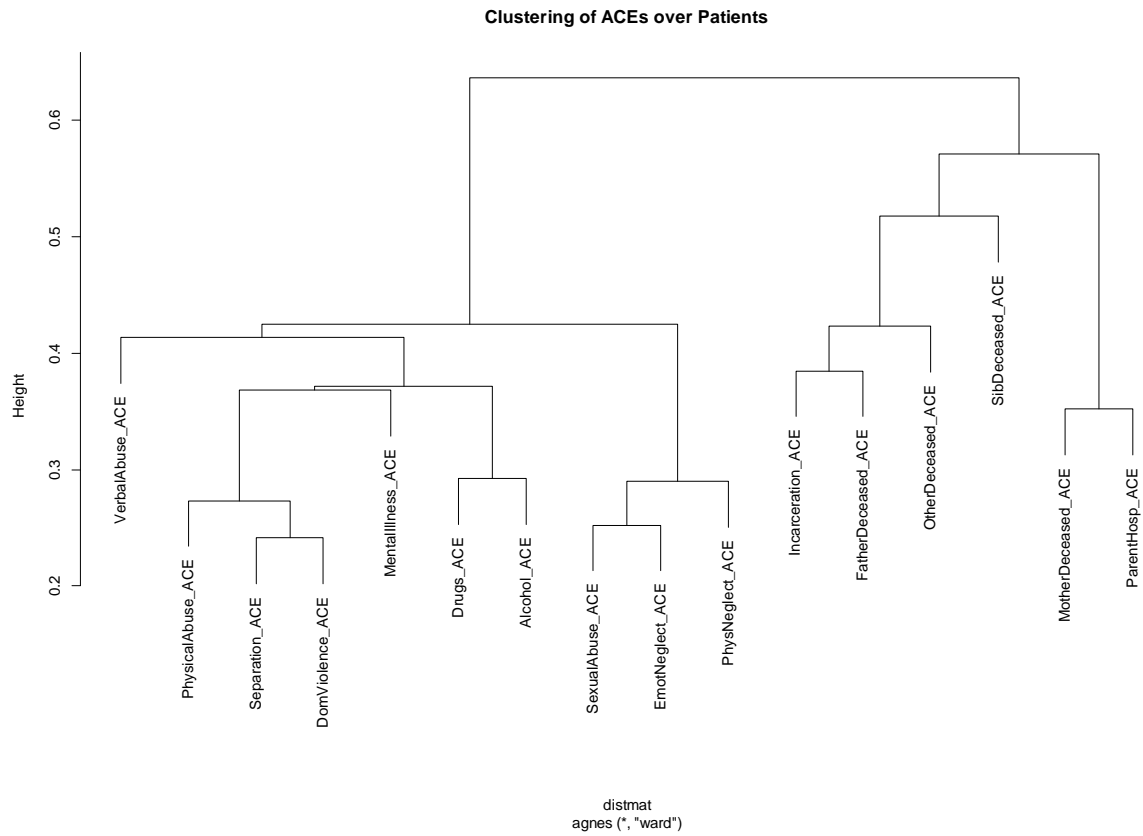 Clustering of ACEs over Patients
Height
0.6
0.5
0.4
0.3
0.2
VerbalAbuse_ACE
PhysicalAbuse_ACE
Separation_ACE
DomViolence_ACE
MentalIllness_ACE
Drugs_ACE
Alcohol_ACE
SexualAbuse_ACE
EmotNeglect_ACE
PhysNeglect_ACE
Incarceration_ACE
FatherDeceased_ACE
OtherDeceased_ACE
SibDeceased_ACE
MotherDeceased_ACE
ParentHosp_ACE
distmat
agnes (*, "ward")